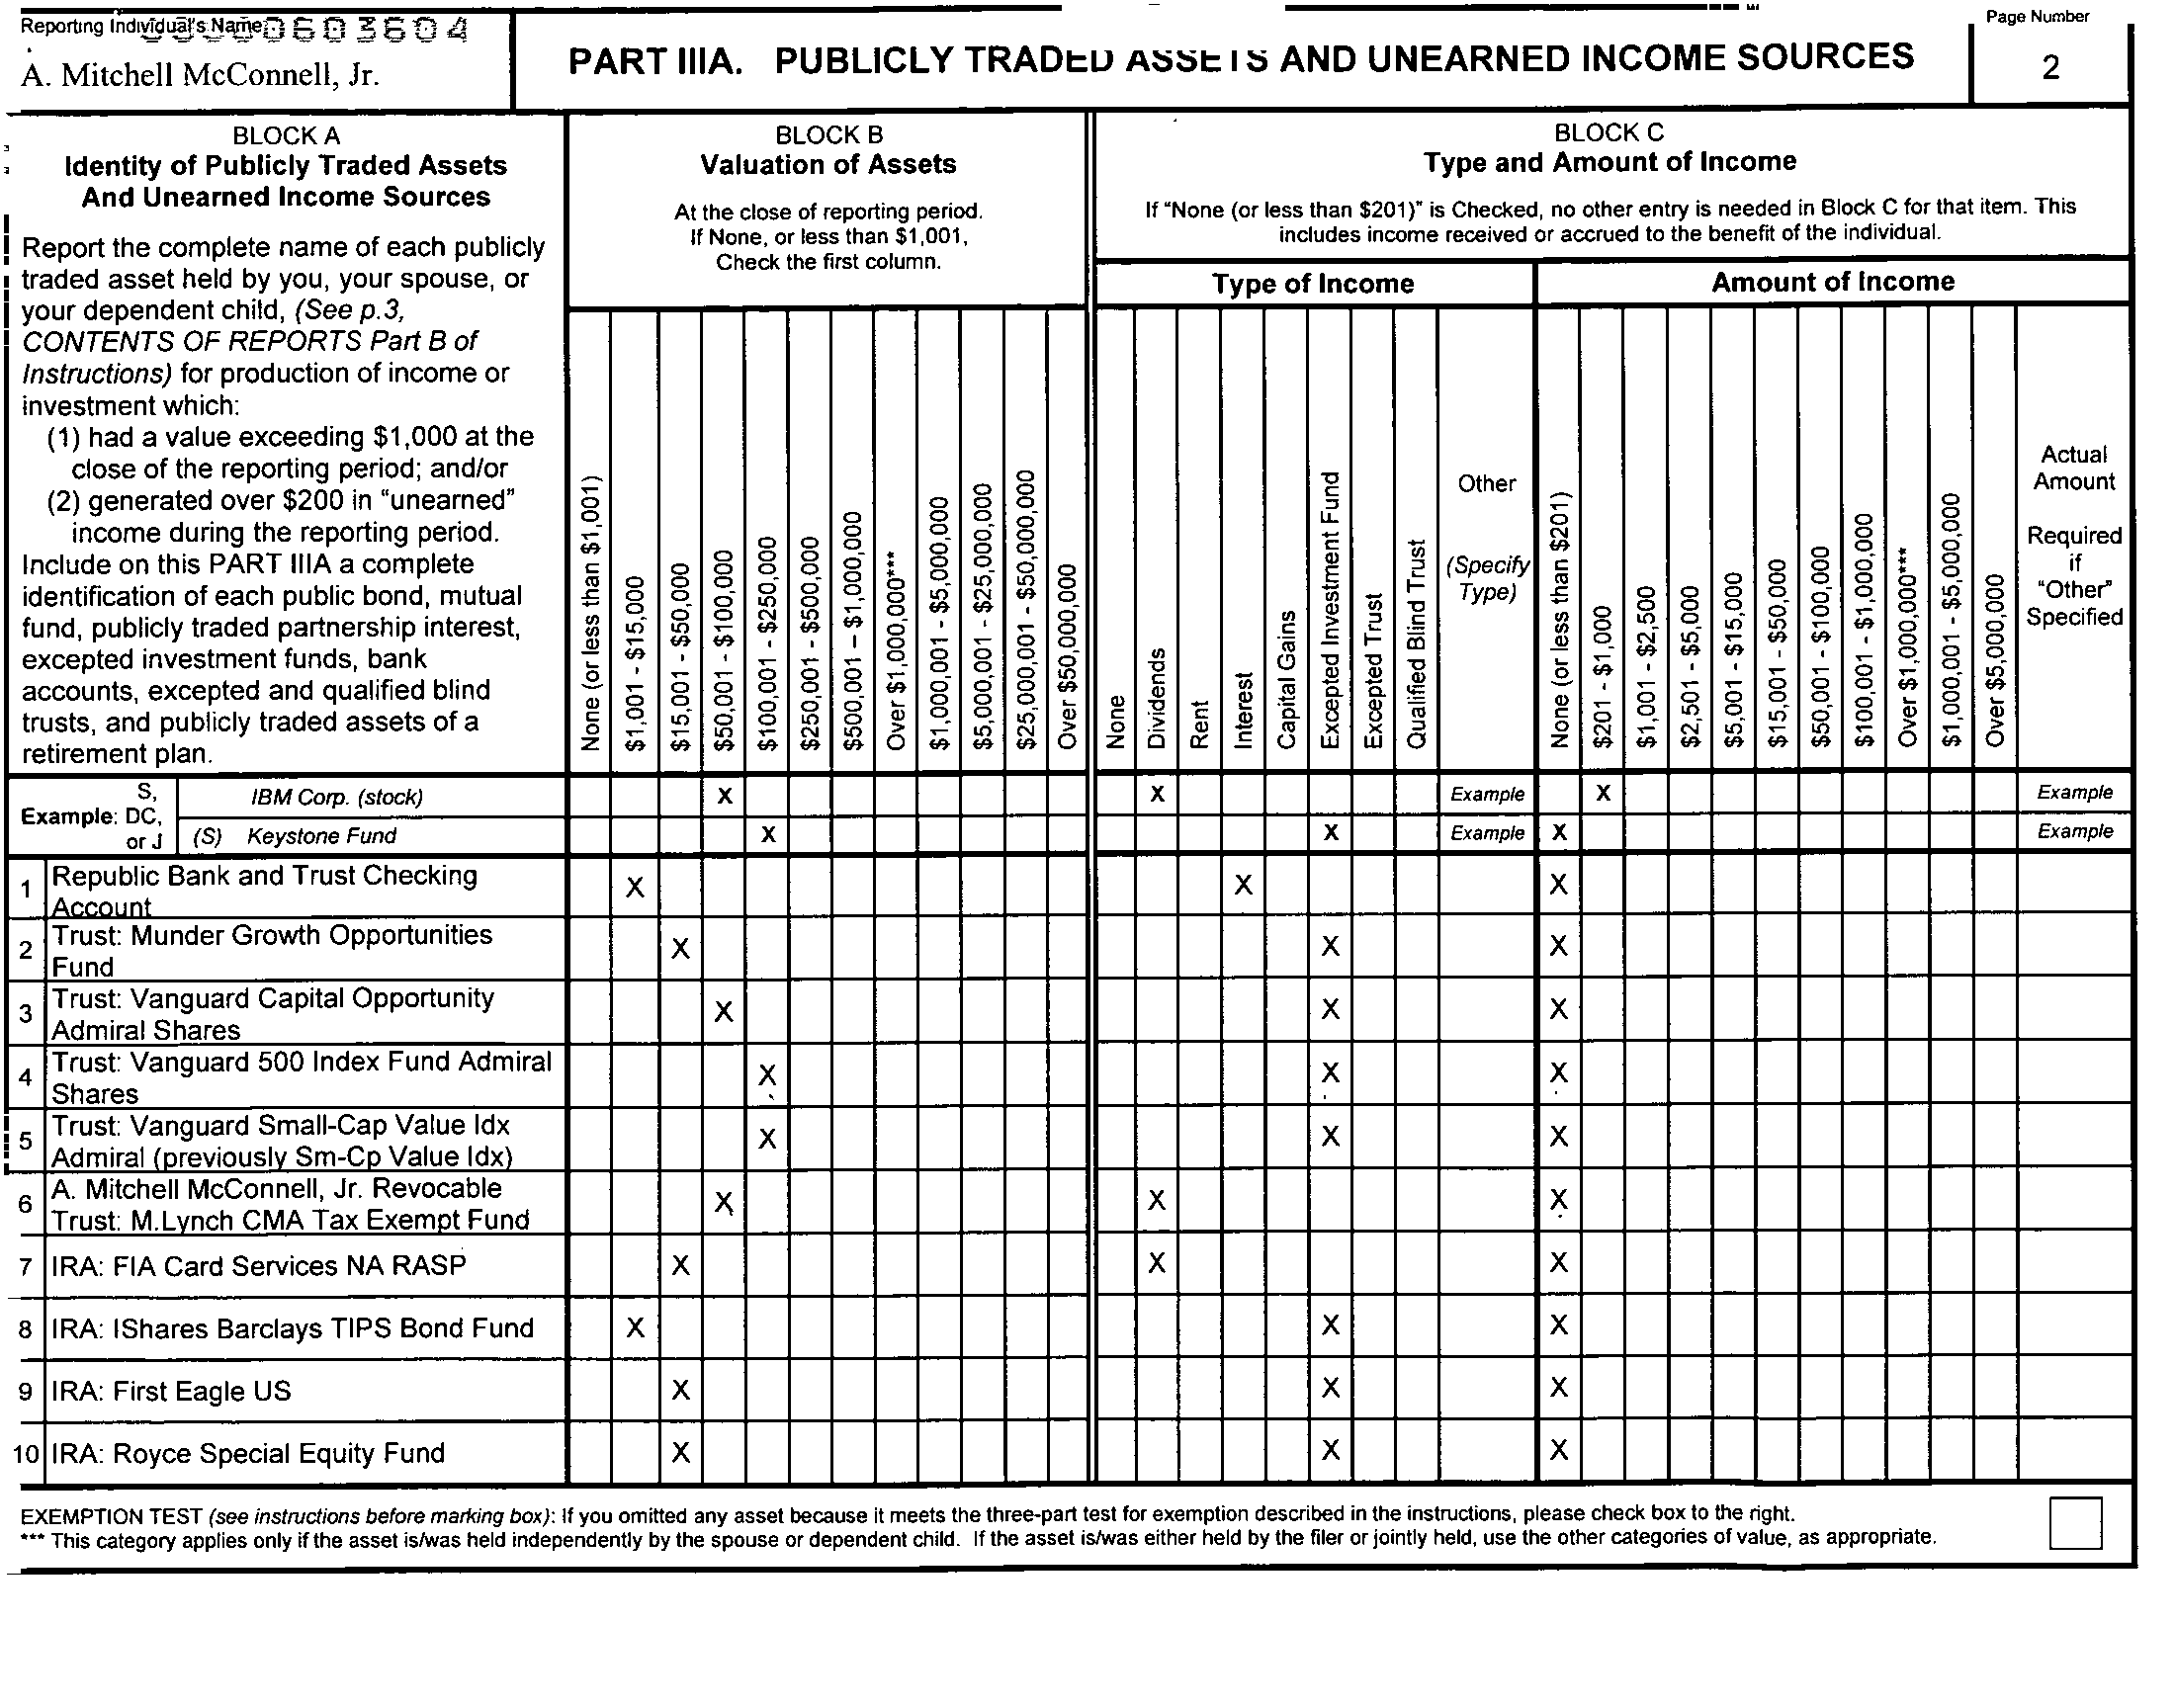 Reporting Individual's Name
A. Mitchell McConnell, Jr.
PART IIIA. PUBLICLY TRADED ASSETS AND UNEARNED INCOME SOURCES
Page Number
2
BLOCK A
Identity of Publicly Traded Assets
And Unearned Income Sources
Report the complete name of each publicly
traded asset held by you, your spouse, or
your dependent child, (See p.3,
CONTENTS OF REPORTS Part B of
Instructions) for production of income or
investment which:
(1) had a value exceeding $1,000 at the
close of the reporting period; and/or
(2) generated over $200 in "unearned"
income during the reporting period.
Include on this PART IIIA a complete
identification of each public bond, mutual
fund, publicly traded partnership interest,
excepted investment funds, bank
accounts, excepted and qualified blind
trusts, and publicly traded assets of a
retirement plan.
BLOCK B
Valuation of Assets
At the close of reporting period.
If None, or less than $1,001,
Check the first column.
None (or less than $1,001)
$1,001 - $15,000
$15,001 - $50,000
$50,001 - $100,000
$100,001 - $250,000
$250,001 - $500,000
$500,001 - $1,000,000
Over $1,000,000***
$1,000,001 - $5,000,000
$5,000,001 - $25,000,000
$25,000,001 - $50,000,000
Over $50,000,000
BLOCK C
Type and Amount of Income
If "None (or less than $201)" is Checked, no other entry is needed in Block C for that item. This
includes income received or accrued to the benefit of the individual.
Type of Income
None
Dividends
Rent
Interest
Capital Gains
Excepted Investment Fund
Excepted Trust
Qualified Blind Trust
Other
(Specify
Type)
Amount of Income
None (or less than $201)
$201 - $1,000
$1,001 - $2,500
$2,501 - $5,000
$5,001 - $15,000
$15,001 - $50,000
$50,001 - $100,000
$100,001 - $1,000,000
Over $1,000,000***
$1,000,001 - $5,000,000
Over $5,000,000
Actual
Amount
Required
if
"Other"
Specified
Example: S,
DC,
or J
IBM Corp. (stock) X X Example X Example
(S) Keystone Fund X X Example X Example
1 Republic Bank and Trust Checking
Account X X X
2 Trust: Munder Growth Opportunities
Fund X X X
3 Trust: Vanguard Capital Opportunity
Admiral Shares X X X
4 Trust: Vanguard 500 Index Fund Admiral
Shares X X X
5 Trust: Vanguard Small-Cap Value Idx
Admiral (previously Sm-Cp Value Idx) X X X
6 A. Mitchell McConnell, Jr. Revocable
Trust: M.Lynch CMA Tax Exempt Fund X X X
7 IRA: FIA Card Services NA RASP X X X
8 IRA: IShares Barclays TIPS Bond Fund X X X
9 IRA: First Eagle US X X X
10 IRA: Royce Special Equity Fund X X X
EXEMPTION TEST (see instructions before marking box): If you omitted any asset because it meets the three-part test for exemption described in the instructions, please check box to the right.
*** This category applies only if the asset is/was held independently by the spouse or dependent child. If the asset is/was either held by the filer or jointly held, use the other categories of value, as appropriate.